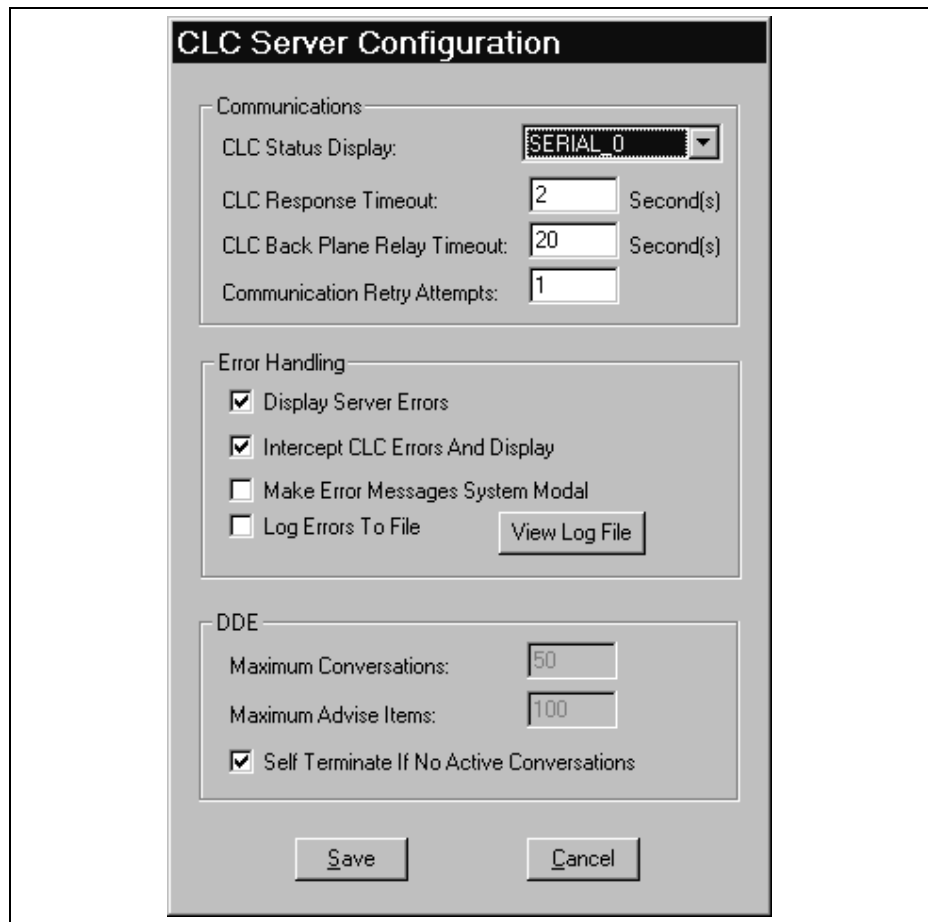 CLC Server Configuration
Communications
CLC Status Display: SERIAL_0
CLC Response Timeout: 2 Second(s)
CLC Back Plane Relay Timeout: 20 Second(s)
Communication Retry Attempts: 1
Error Handling
Display Server Errors
Intercept CLC Errors And Display
Make Error Messages System Modal
Log Errors To File View Log File
DDE
Maximum Conversations: 50
Maximum Advise Items: 100
Self Terminate If No Active Conversations
Save Cancel